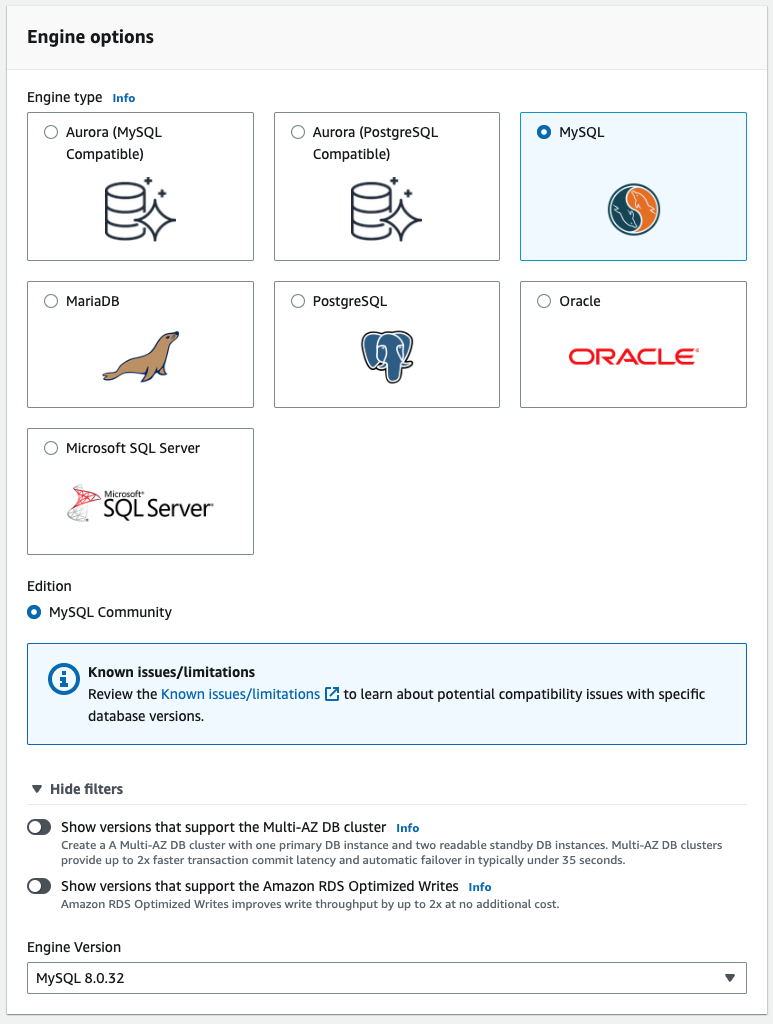 Engine options
Engine type Info
Aurora (MySQL
Compatible)
Aurora (PostgreSQL
Compatible)
MySQL
MariaDB
PostgreSQL
Oracle
ORACLE
Microsoft SQL Server
Microsoft
SQL Server
Edition
MySQL Community
Known issues/limitations
Review the Known issues/limitations to learn about potential compatibility issues with specific
database versions.
Hide filters
Show versions that support the Multi-AZ DB cluster Info
Create a A Multi-AZ DB cluster with one primary DB instance and two readable standby DB instances. Multi-AZ DB clusters
provide up to 2x faster transaction commit latency and automatic failover in typically under 35 seconds.
Show versions that support the Amazon RDS Optimized Writes Info
Amazon RDS Optimized Writes improves write throughput by up to 2x at no additional cost.
Engine Version
MySQL 8.0.32